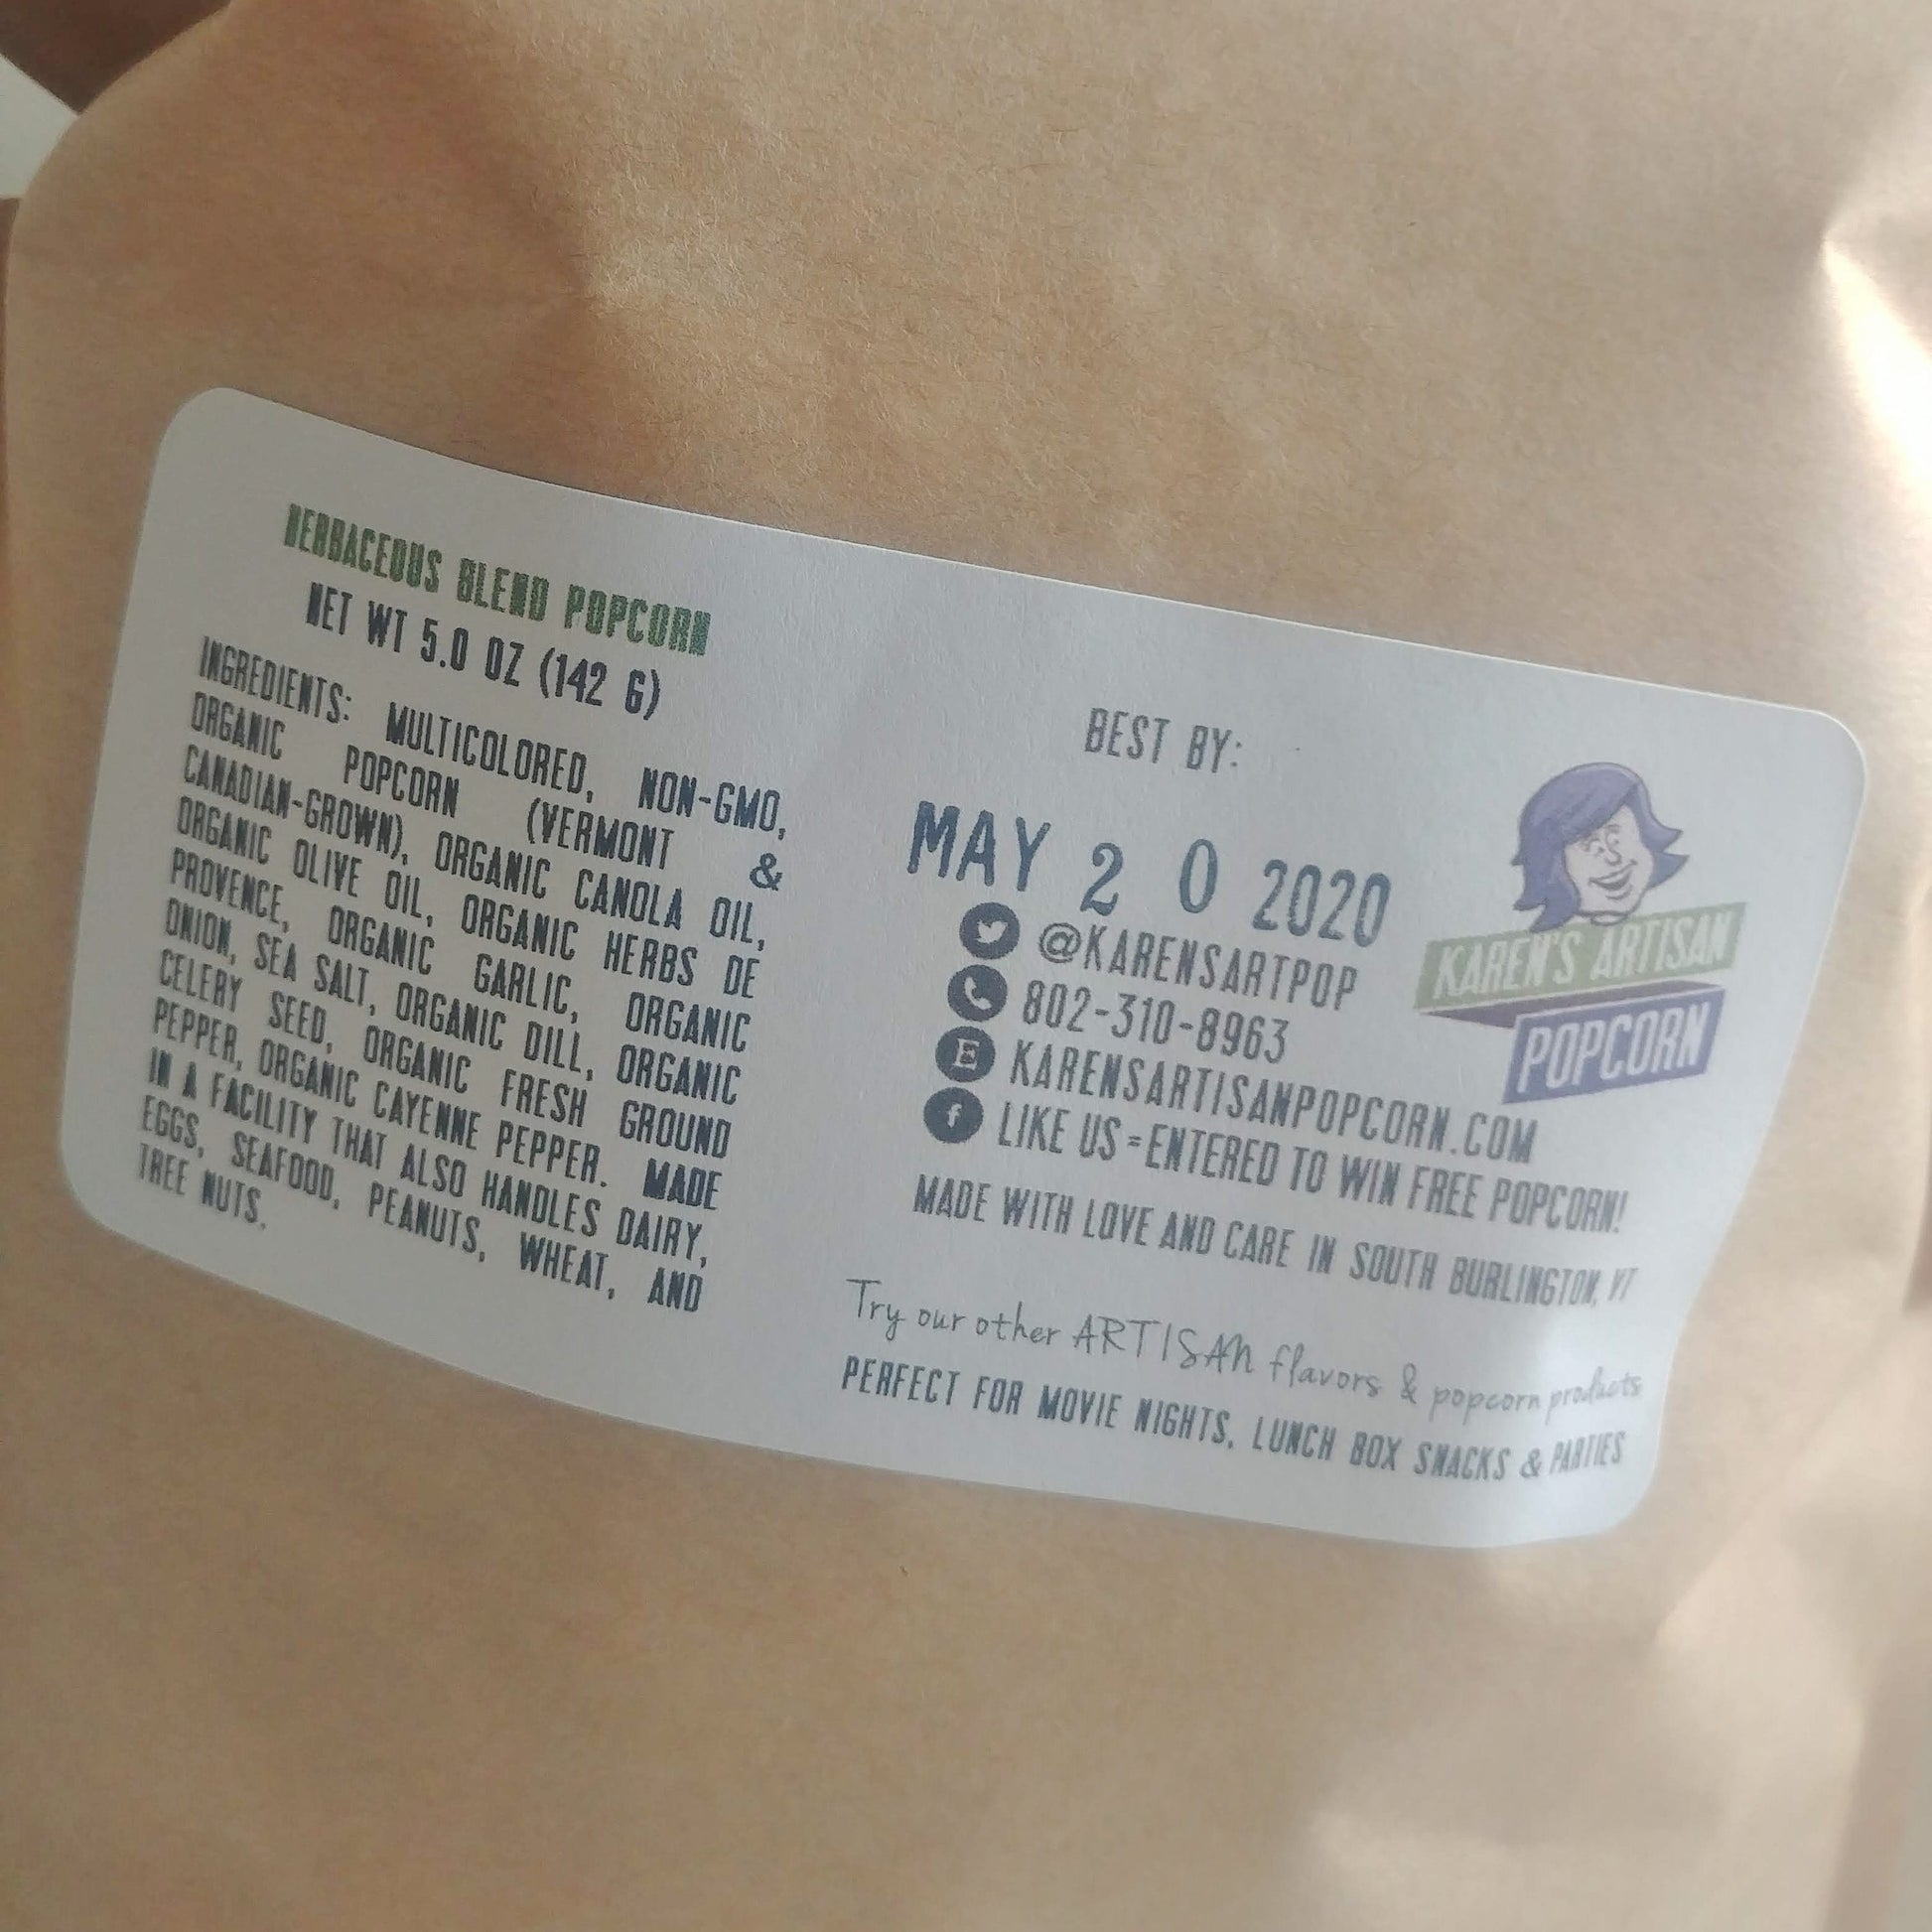 HERBACEOUS BLEND POPCORN
NET WT 5.0 OZ (142 G)
INGREDIENTS: MULTICOLORED, NON-GMO,
ORGANIC POPCORN (VERMONT &
CANADIAN-GROWN), ORGANIC CANOLA OIL,
ORGANIC OLIVE OIL, ORGANIC HERBS DE
PROVENCE, ORGANIC GARLIC, ORGANIC
ONION, SEA SALT, ORGANIC DILL, ORGANIC
CELERY SEED, ORGANIC FRESH GROUND
PEPPER, ORGANIC CAYENNE PEPPER. MADE
IN A FACILITY THAT ALSO HANDLES DAIRY,
EGGS, SEAFOOD, PEANUTS, WHEAT, AND
TREE NUTS.
BEST BY:
MAY 2 0 2020
@KARENSARTPOP
802-310-8963
E KARENSARTISANPOPCORN.COM
f LIKE US=ENTERED TO WIN FREE POPCORN!
MADE WITH LOVE AND CARE IN SOUTH BURLINGTON, VT
Try our other ARTISAN flavors & popcorn products
PERFECT FOR MOVIE NIGHTS, LUNCH BOX SNACKS & PARTIES
KAREN'S ARTISAN
POPCORN